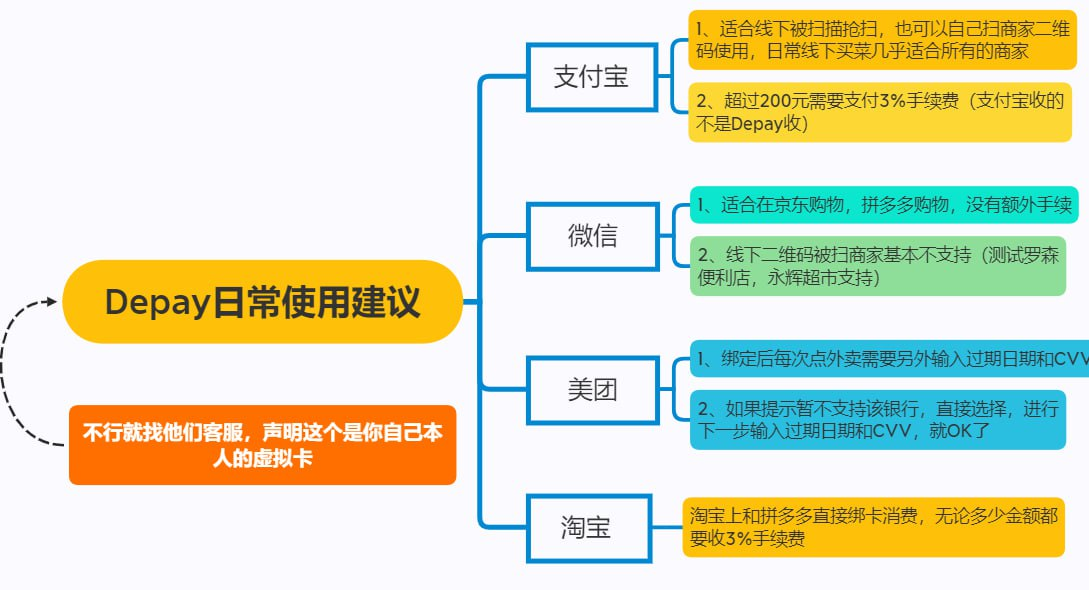 支付宝
1、适合线下被扫描抢扫，也可以自己扫商家二维
码使用，日常线下买菜几乎适合所有的商家
2、超过200元需要支付3%手续费（支付宝收的
不是Depay收）
微信
1、适合在京东购物，拼多多购物，没有额外手续
2、线下二维码被扫商家基本不支持（测试罗森
便利店，永辉超市支持）
Depay日常使用建议
不行就找他们客服，声明这个是你自己本
人的虚拟卡
美团
1、绑定后每次点外卖需要另外输入过期日期和CVV
2、如果提示暂不支持该银行，直接选择，进行
下一步输入过期日期和CVV，就OK了
淘宝
淘宝上和拼多多直接绑卡消费，无论多少金额都
要收3%手续费